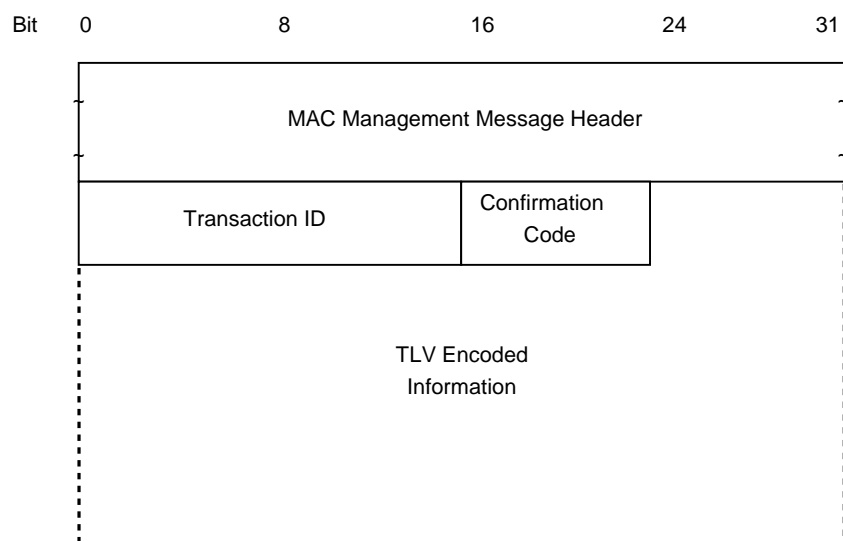 Bit 0 8 16 24 31
MAC Management Message Header
Transaction ID
Confirmation
Code
TLV Encoded
Information